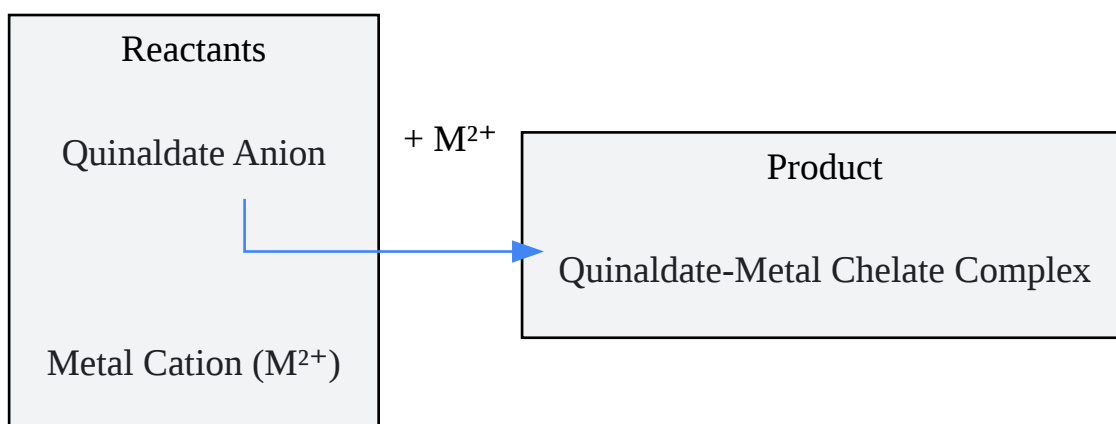 Reactants
Quinaldate Anion
Metal Cation (M²⁺)
+ M²⁺
Product
Quinaldate-Metal Chelate Complex